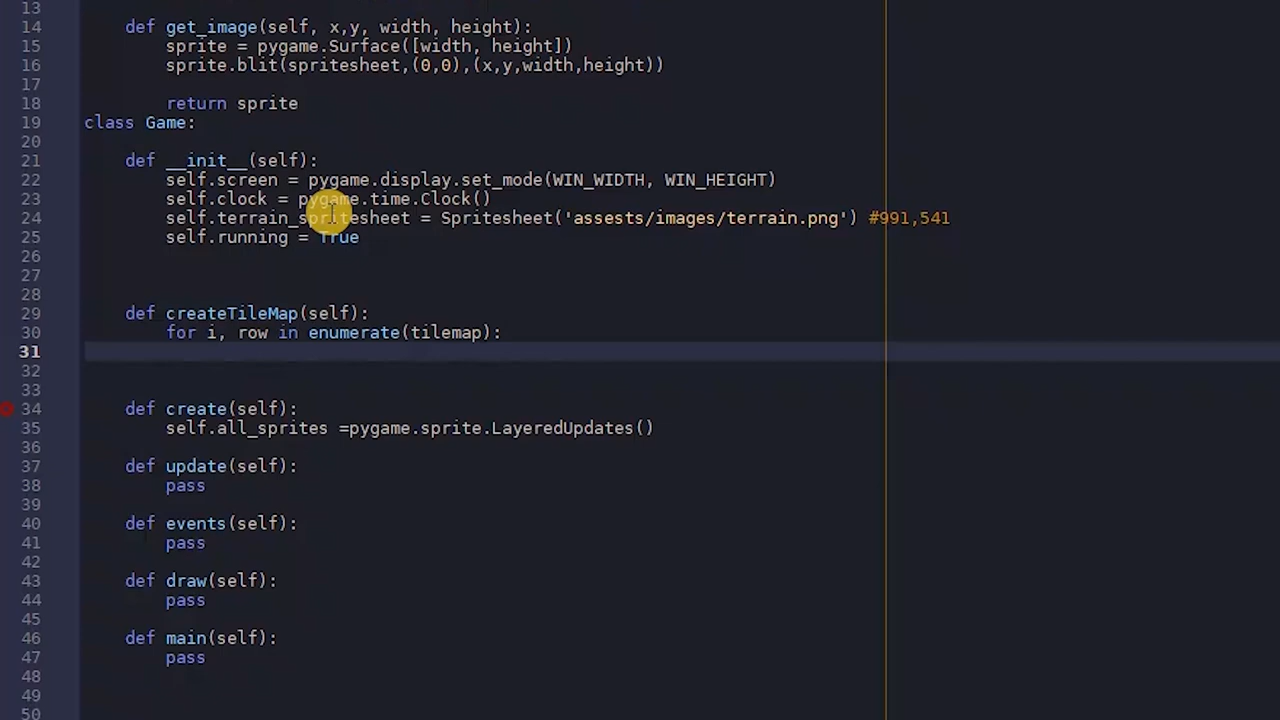 13
14 def get_image(self, x,y, width, height):
15 sprite = pygame.Surface([width, height])
16 sprite.blit(spritesheet,(0,0),(x,y,width,height))
17
18 return sprite
19 class Game:
20
21 def __init__(self):
22 self.screen = pygame.display.set_mode(WIN_WIDTH, WIN_HEIGHT)
23 self.clock = pygame.time.Clock()
24 self.terrain_spritesheet = Spritesheet('assests/images/terrain.png') #991,541
25 self.running = True
26
27
28
29 def createTileMap(self):
30 for i, row in enumerate(tilemap):
31
32
33
34 def create(self):
35 self.all_sprites =pygame.sprite.LayeredUpdates()
36
37 def update(self):
38 pass
39
40 def events(self):
41 pass
42
43 def draw(self):
44 pass
45
46 def main(self):
47 pass
48
49
50